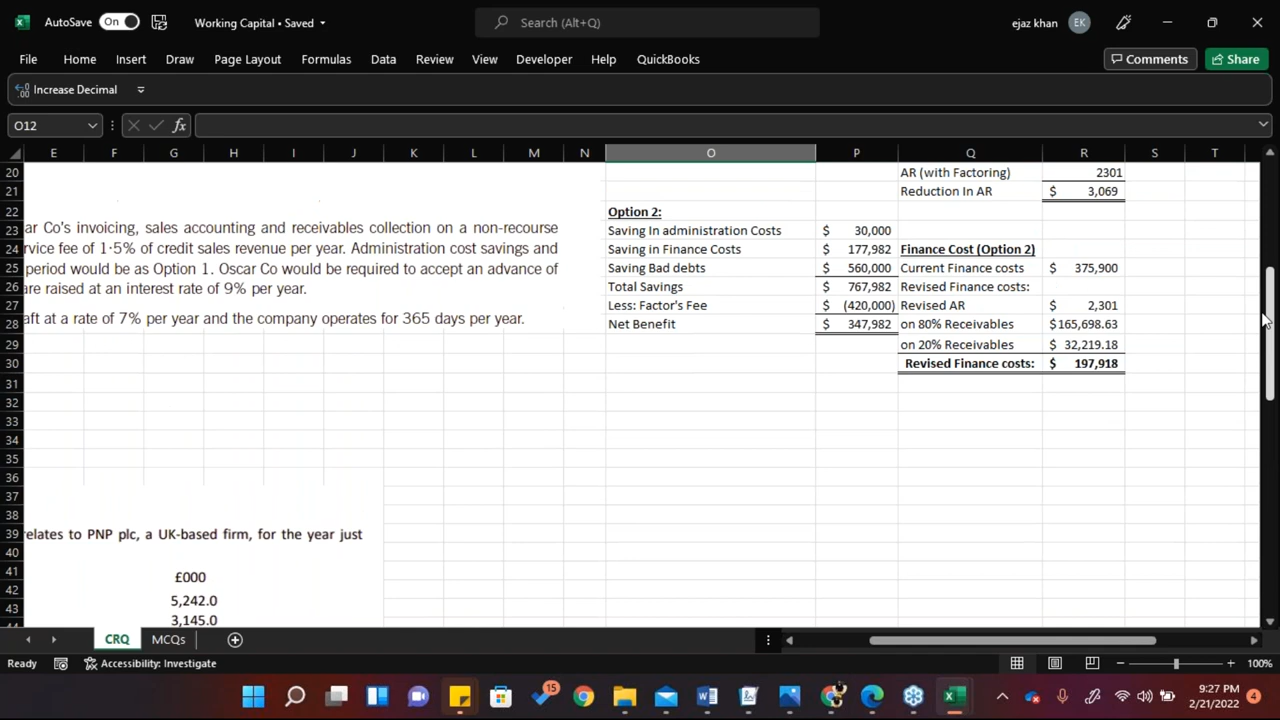 AutoSave On Working Capital • Saved Search (Alt+Q) ejaz khan EK
File Home Insert Draw Page Layout Formulas Data Review View Developer Help QuickBooks Comments Share
Increase Decimal
O12 fx
E F G H I J K L M N O P Q R S T
20 AR (with Factoring) 2301
21 Reduction In AR $ 3,069
22 Option 2:
ar Co's invoicing, sales accounting and receivables collection on a non-recourse
23 Saving In administration Costs $ 30,000
rvice fee of 1·5% of credit sales revenue per year. Administration cost savings and
24 Saving in Finance Costs $ 177,982 Finance Cost (Option 2)
period would be as Option 1. Oscar Co would be required to accept an advance of
25 Saving Bad debts $ 560,000 Current Finance costs $ 375,900
are raised at an interest rate of 9% per year.
26 Total Savings $ 767,982 Revised Finance costs:
27 Less: Factor's Fee $ (420,000) Revised AR $ 2,301
aft at a rate of 7% per year and the company operates for 365 days per year.
28 Net Benefit $ 347,982 on 80% Receivables $165,698.63
29 on 20% Receivables $ 32,219.18
30 Revised Finance costs: $ 197,918
31
32
33
34
35
36
37
38
39 relates to PNP plc, a UK-based firm, for the year just
40
41 £000
42 5,242.0
43 3,145.0
CRQ MCQs
Ready Accessibility: Investigate 100%
15
9:27 PM
2/21/2022
4